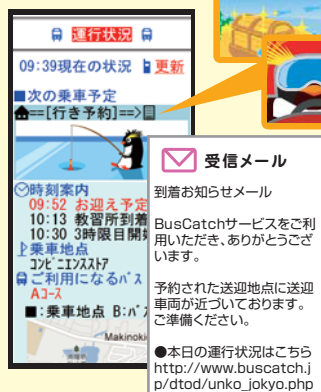 運行状況
09:39現在の状況 更新
■次の乗車予定
==[行き予約]==>
時刻案内
09:52 お迎え予定
10:13 教習所到着
10:30 3時限目開始
乗車地点
コンビニエンスストア
ご利用になるバス
Aコース
■:乗車地点 B:バス
Makinoki
受信メール
到着お知らせメール
BusCatchサービスをご利
用いただき、ありがとうござ
います。
予約された送迎地点に送迎
車両が近づいております。
ご準備ください。
●本日の運行状況はこちら
http://www.buscatch.j
p/dtod/unko_jokyo.php